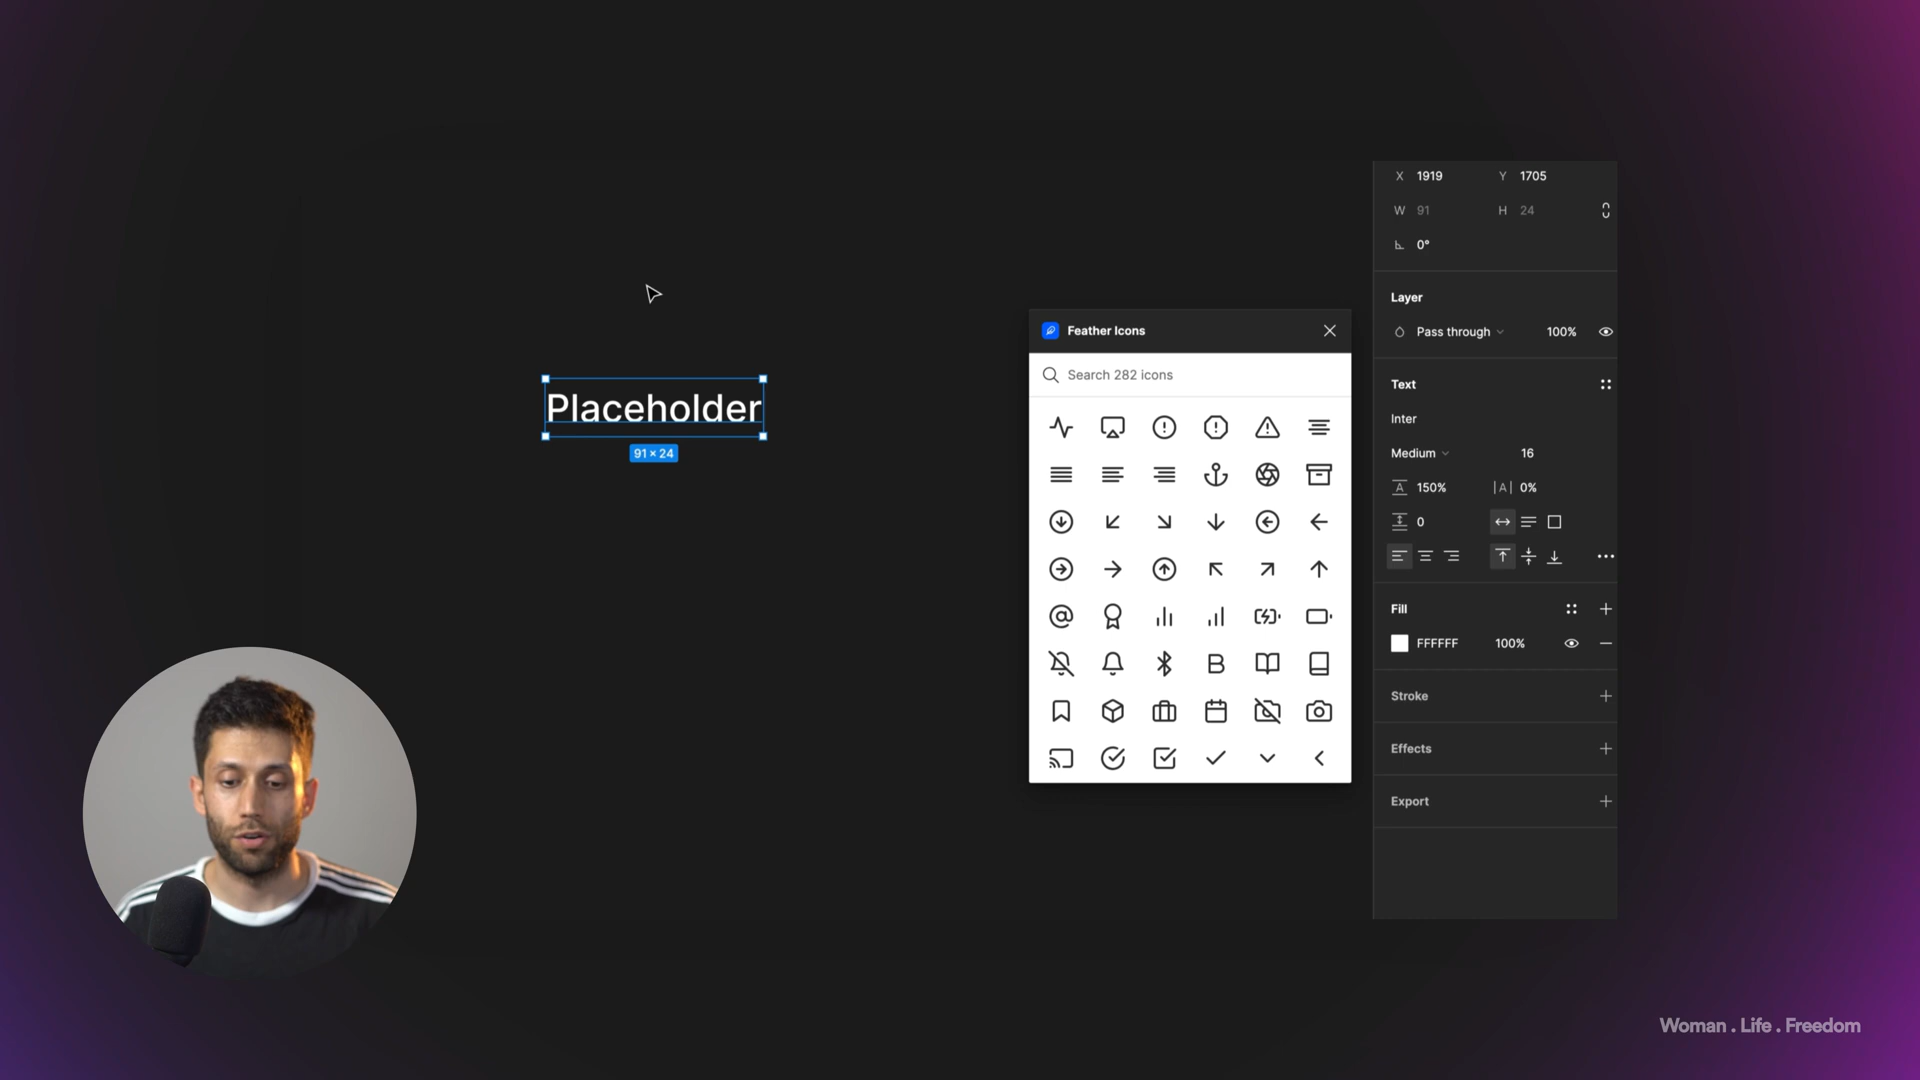 X 1919 Y 1705
W 91 H 24
0°
Layer
Pass through 100%
Feather Icons
Search 282 icons
Placeholder
91 × 24
Text
Inter
Medium 16
A 150% |A| 0%
0
Fill
FFFFFF 100%
Stroke
Effects
Export
Woman . Life . Freedom